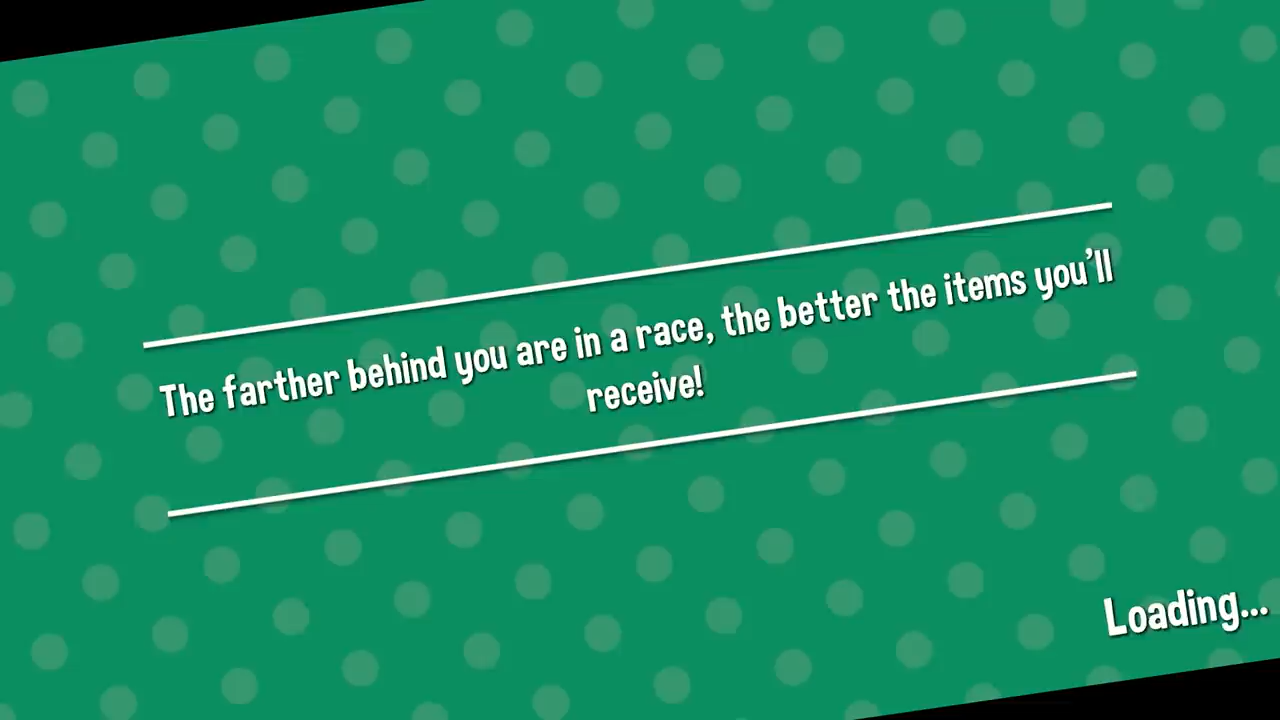 The farther behind you are in a race, the better the items you’ll
receive!
Loading...